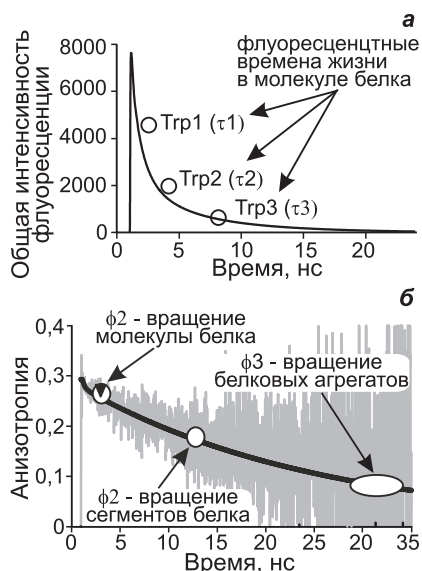 а
Общая интенсивность
флуоресценции
8000
6000
4000
2000
0
флуоресценцтные
времена жизни
в молекуле белка
Trp1 (τ1)
Trp2 (τ2)
Trp3 (τ3)
0 5 10 15 20
Время, нс
б
Анизотропия
0,4
0,3
0,2
0,1
0
ϕ2 - вращение
молекулы белка
ϕ3 - вращение
белковых агрегатов
ϕ2 - вращение
сегментов белка
0 5 10 15 10 20 25 35
Время, нс